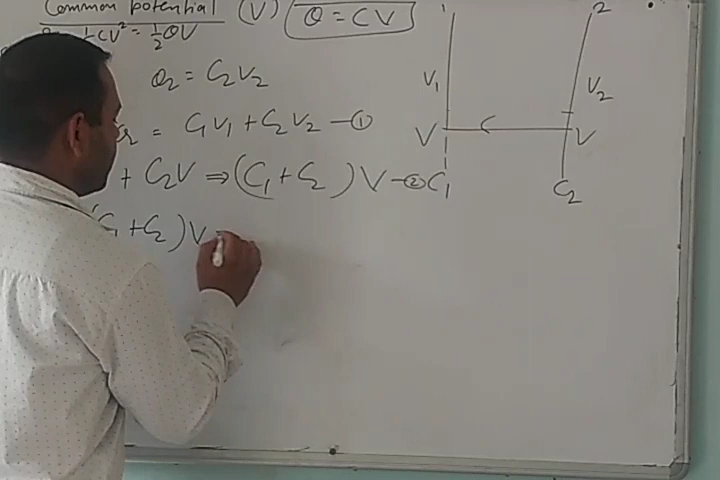 Common potential (V) Q = CV
½CV² = ½QV
Q₂ = C₂V₂
= C₁V₁ + C₂V₂ — ①
+ C₂V ⇒ (C₁ + C₂) V — ②
(C₁ + C₂) V =
1 2
V₁ V₂
V V
C₁ C₂